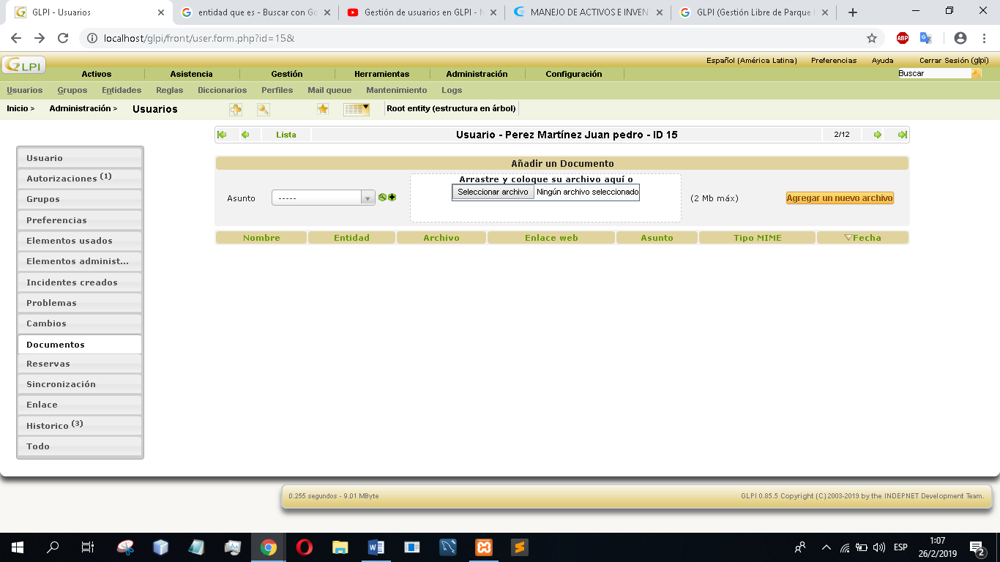 GLPI - Usuarios
entidad que es - Buscar con Go
Gestión de usuarios en GLPI - N
MANEJO DE ACTIVOS E INVEN
GLPI (Gestión Libre de Parque
localhost/glpi/front/user.form.php?id=15&
ABP
GLPI
Español (América Latina) Preferencias Ayuda Cerrar Sesión (glpi)
Activos Asistencia Gestión Herramientas Administración Configuración Buscar
Usuarios Grupos Entidades Reglas Diccionarios Perfiles Mail queue Mantenimiento Logs
Inicio > Administración > Usuarios Root entity (estructura en árbol)
Lista Usuario - Perez Martínez Juan pedro - ID 15 2/12
Usuario
Autorizaciones (1)
Grupos
Preferencias
Elementos usados
Elementos administ...
Incidentes creados
Problemas
Cambios
Documentos
Reservas
Sincronización
Enlace
Historico (3)
Todo
Añadir un Documento
Arrastre y coloque su archivo aquí o
Seleccionar archivo Ningún archivo seleccionado
Asunto ----- (2 Mb máx) Agregar un nuevo archivo
Nombre Entidad Archivo Enlace web Asunto Tipo MIME Fecha
0.255 segundos - 9.01 MByte GLPI 0.85.5 Copyright (C) 2003-2019 by the INDEPNET Development Team.
ESP
1:07
26/2/2019
2